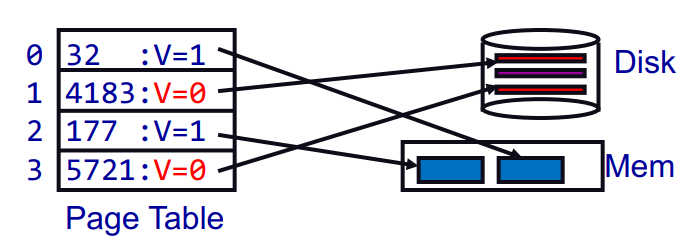 0 32 :V=1
1 4183:V=0
2 177 :V=1
3 5721:V=0
Page Table
Disk
Mem